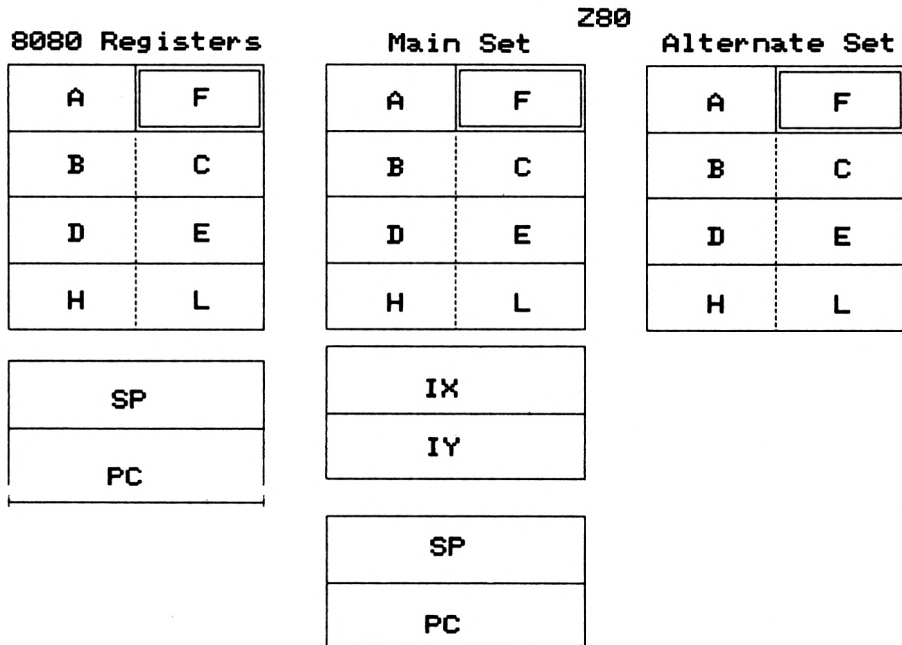 Z80
8080 Registers Main Set Alternate Set
A F A F A F
B C B C B C
D E D E D E
H L H L H L
SP IX
PC IY
SP
PC